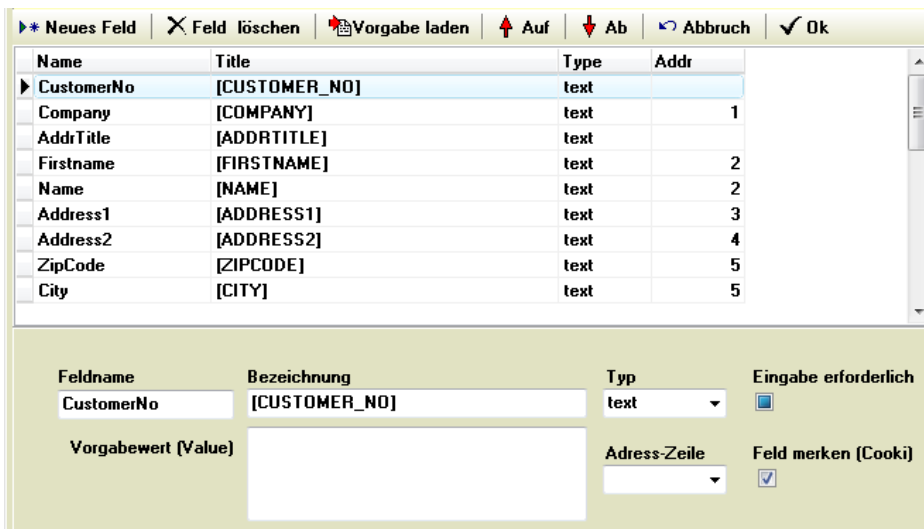 Neues Feld Feld löschen Vorgabe laden Auf Ab Abbruch Ok
Name Title Type Addr
CustomerNo [CUSTOMER_NO] text
Company [COMPANY] text 1
AddrTitle [ADDRTITLE] text
Firstname [FIRSTNAME] text 2
Name [NAME] text 2
Address1 [ADDRESS1] text 3
Address2 [ADDRESS2] text 4
ZipCode [ZIPCODE] text 5
City [CITY] text 5
Feldname Bezeichnung Typ Eingabe erforderlich
CustomerNo [CUSTOMER_NO] text
Vorgabewert (Value) Adress-Zeile Feld merken (Cooki)